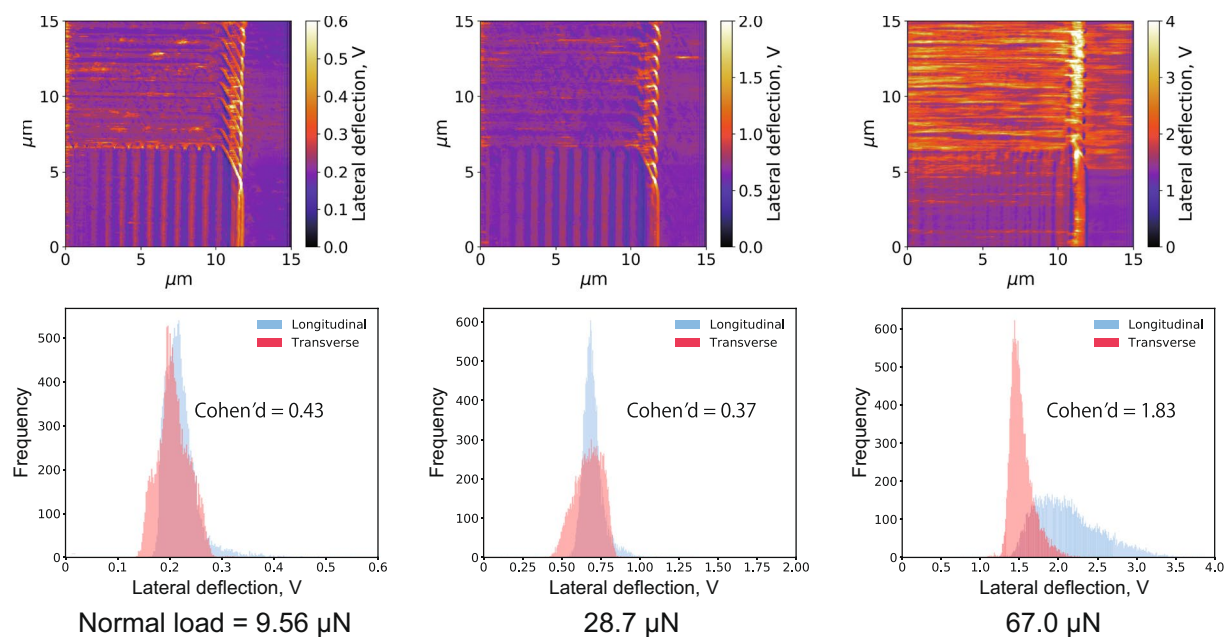 15
10
5
0
μm
0 5 10 15
μm
0.6
0.5
0.4
0.3
0.2
0.1
0.0
Lateral deflection, V
15
10
5
0
μm
0 5 10 15
μm
2.0
1.5
1.0
0.5
0.0
Lateral deflection, V
15
10
5
0
μm
0 5 10 15
μm
4
3
2
1
0
Lateral deflection, V
500
400
300
200
100
0
Frequency
Longitudinal
Transverse
Cohen'd = 0.43
0 0.1 0.2 0.3 0.4 0.5 0.6
Lateral deflection, V
600
500
400
300
200
100
0
Frequency
Longitudinal
Transverse
Cohen'd = 0.37
0 0.25 0.50 0.75 1.00 1.25 1.50 1.75 2.00
Lateral deflection, V
600
500
400
300
200
100
0
Frequency
Longitudinal
Transverse
Cohen'd = 1.83
0 0.5 1.0 1.5 2.0 2.5 3.0 3.5 4.0
Lateral deflection, V
Normal load = 9.56 μN
28.7 μN
67.0 μN